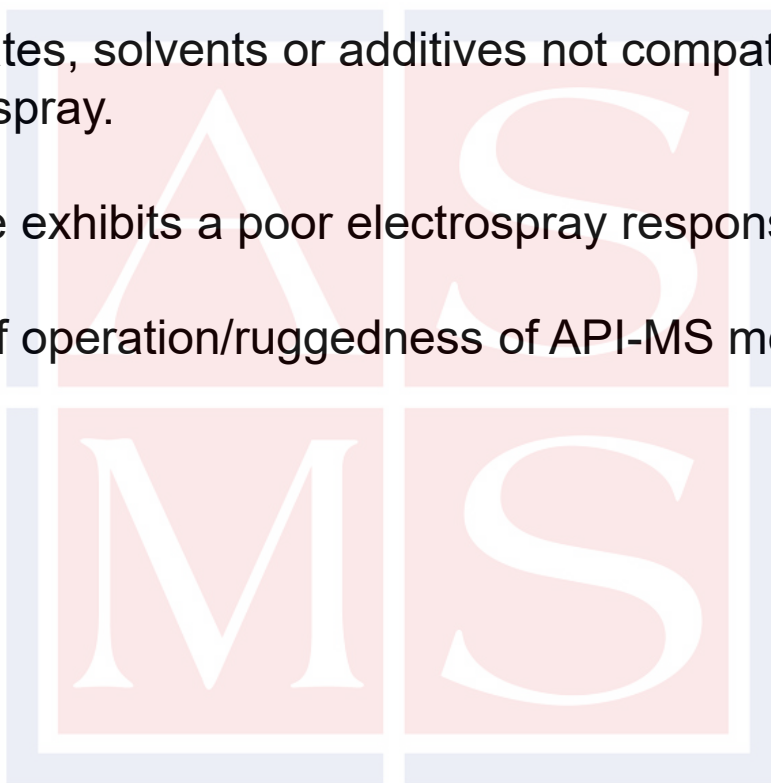 tes, solvents or additives not compat
spray.
e exhibits a poor electrospray respons
f operation/ruggedness of API-MS m
A S
M S